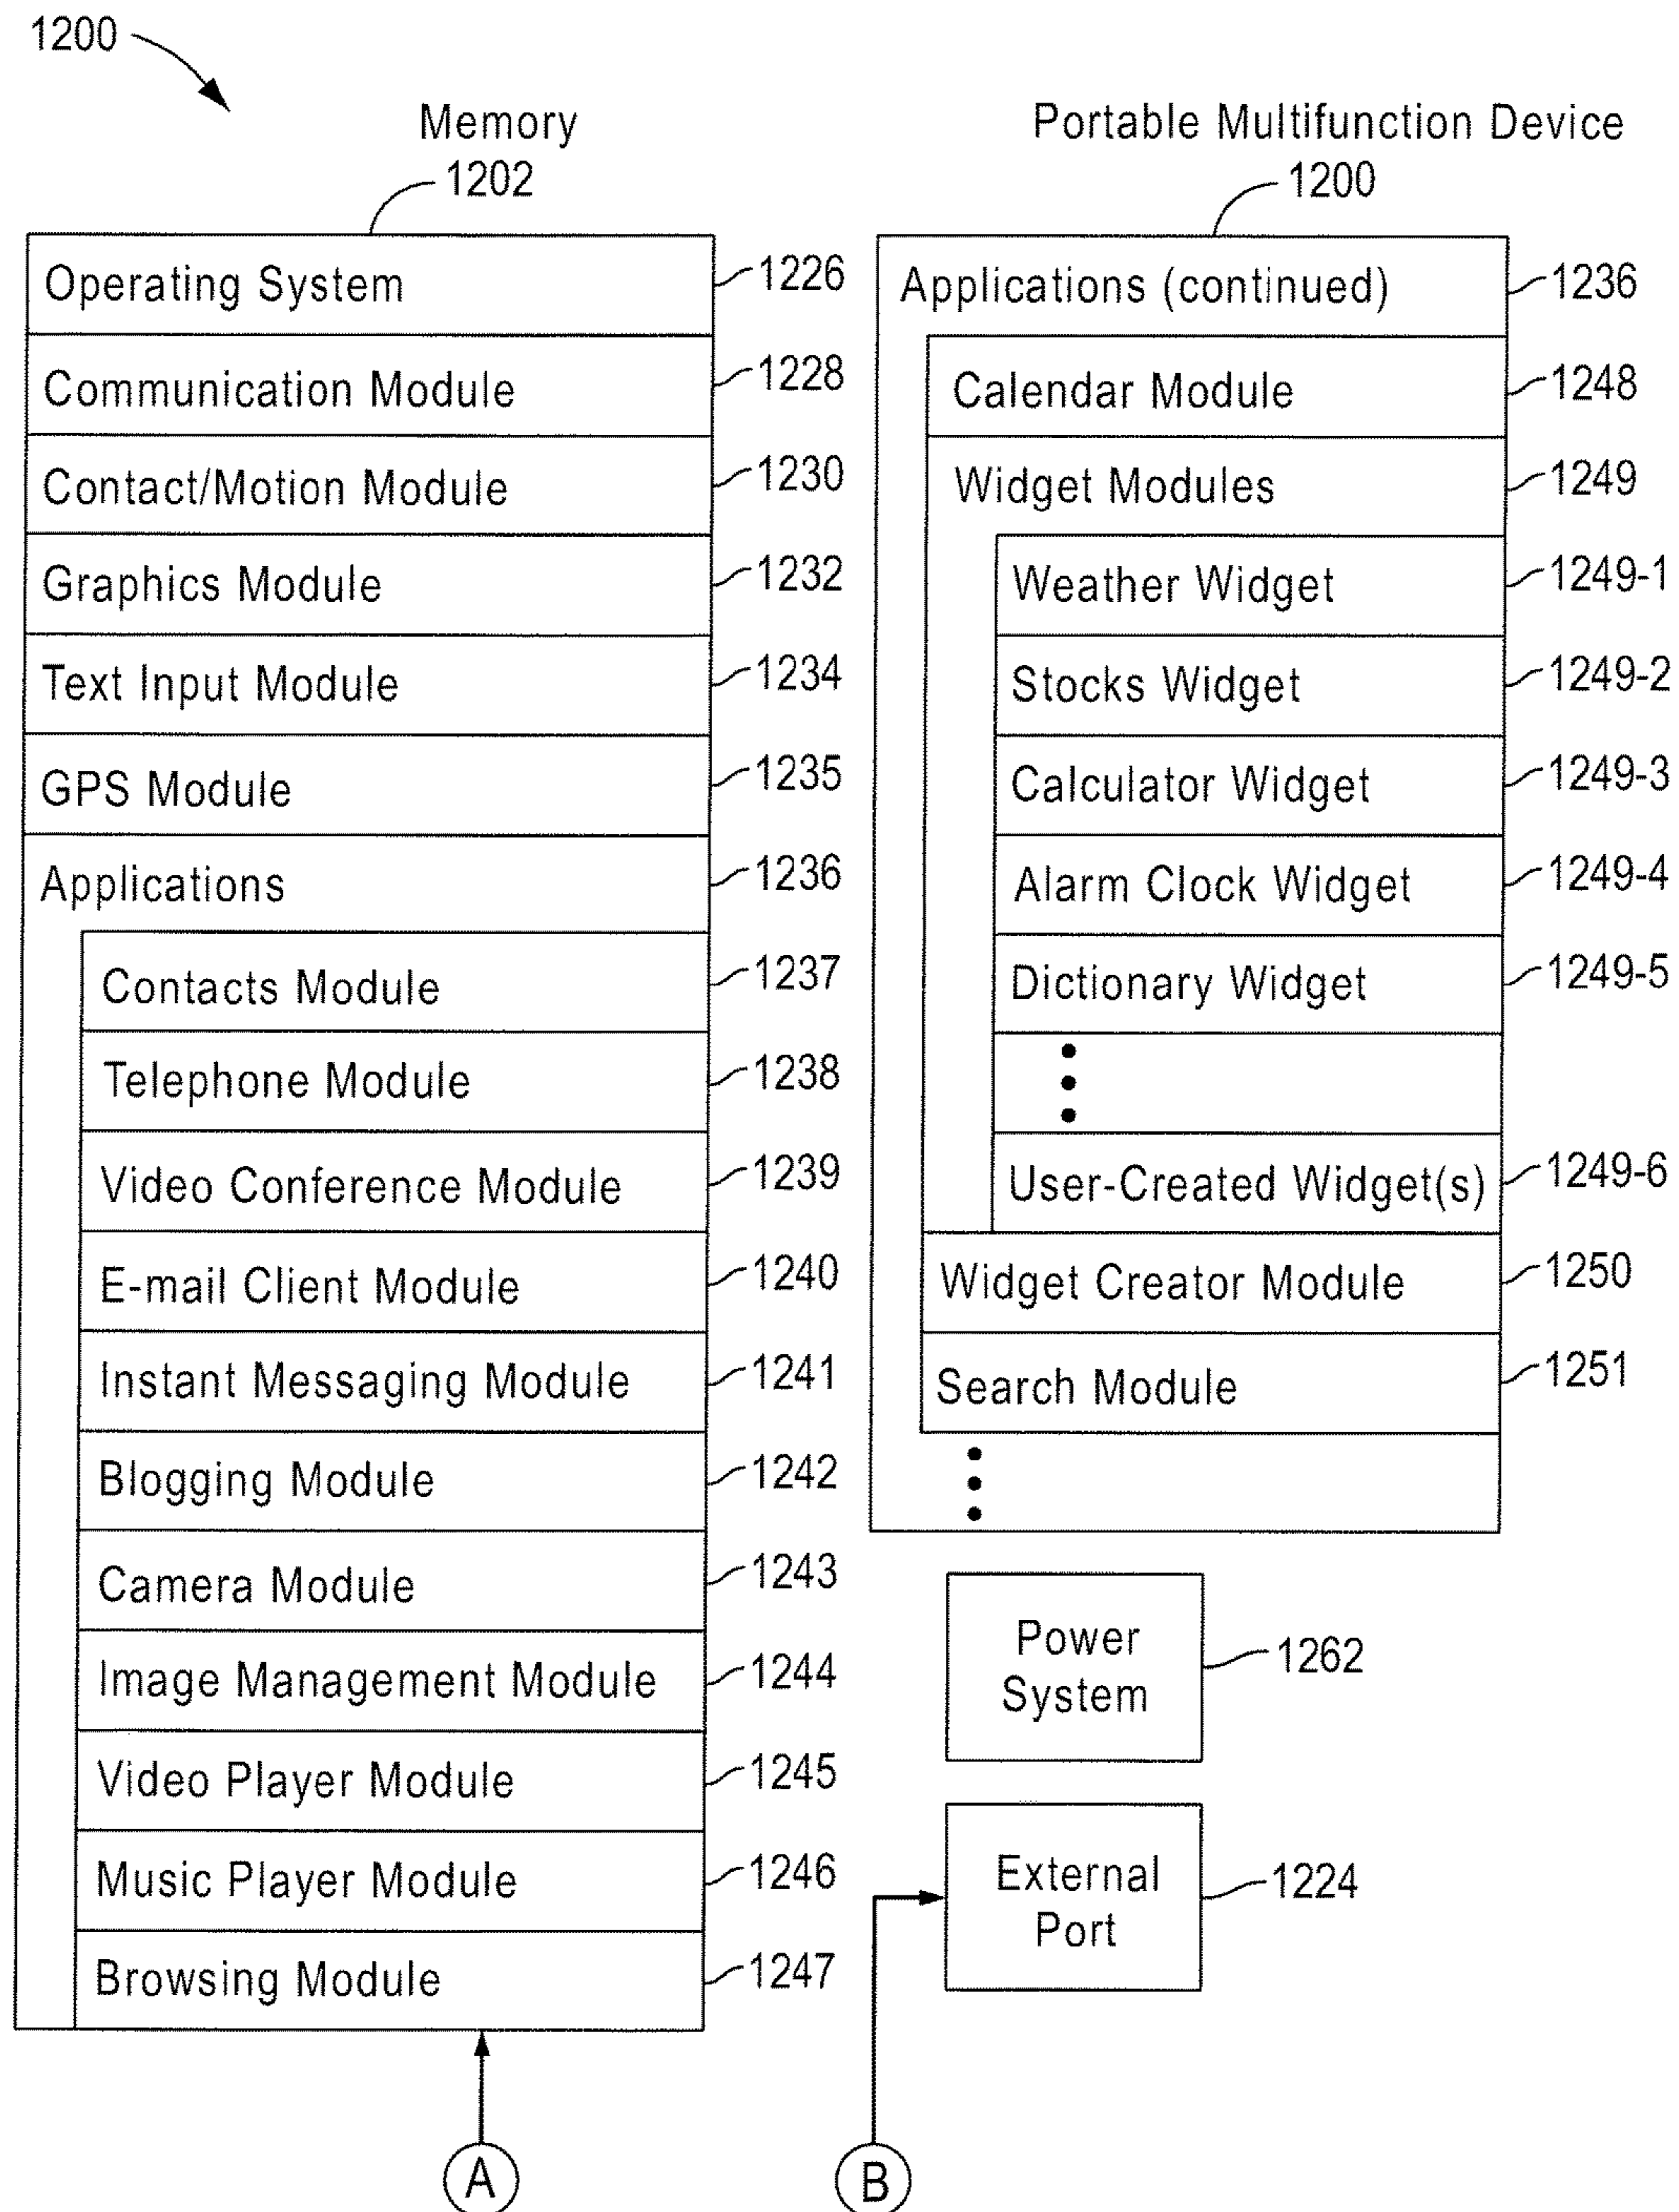 1200
Memory
1202
Operating System 1226
Communication Module 1228
Contact/Motion Module 1230
Graphics Module 1232
Text Input Module 1234
GPS Module 1235
Applications 1236
Contacts Module 1237
Telephone Module 1238
Video Conference Module 1239
E-mail Client Module 1240
Instant Messaging Module 1241
Blogging Module 1242
Camera Module 1243
Image Management Module 1244
Video Player Module 1245
Music Player Module 1246
Browsing Module 1247
A
Portable Multifunction Device
1200
Applications (continued) 1236
Calendar Module 1248
Widget Modules 1249
Weather Widget 1249-1
Stocks Widget 1249-2
Calculator Widget 1249-3
Alarm Clock Widget 1249-4
Dictionary Widget 1249-5
User-Created Widget(s) 1249-6
Widget Creator Module 1250
Search Module 1251
Power
System
1262
External
Port
1224
B